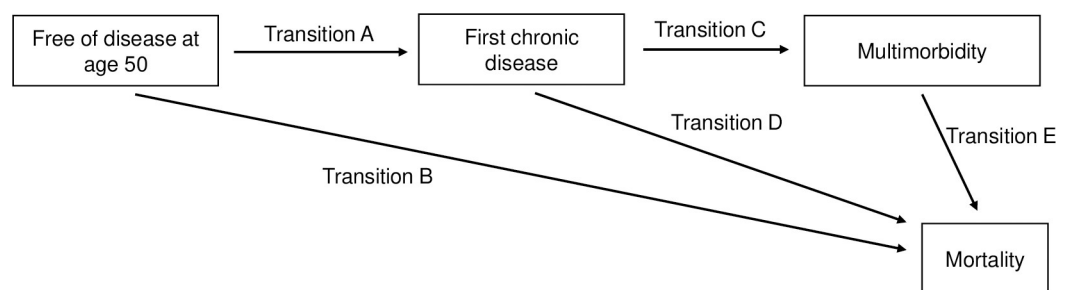 Free of disease at
age 50
Transition A
First chronic
disease
Transition C
Multimorbidity
Transition D
Transition E
Transition B
Mortality